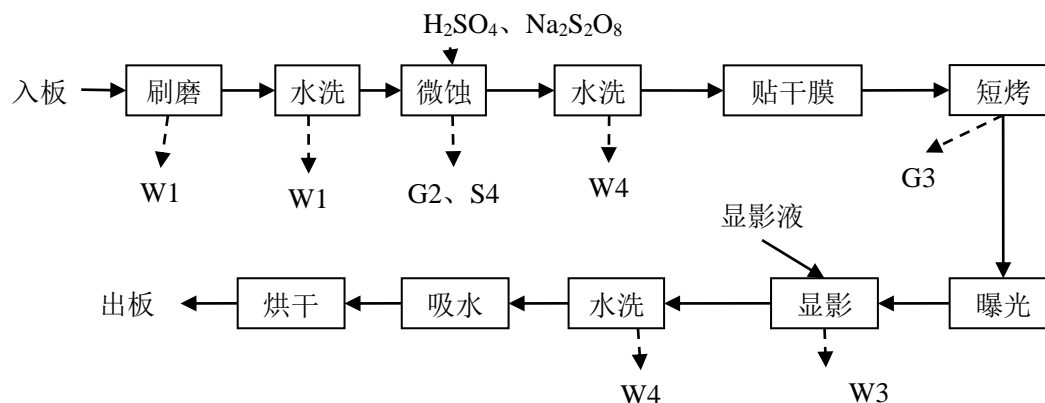 H₂SO₄、Na₂S₂O₈
入板 刷磨 水洗 微蚀 水洗 贴干膜 短烤
W1 W1 G2、S4 W4 G3
显影液
出板 烘干 吸水 水洗 显影 曝光
W4 W3